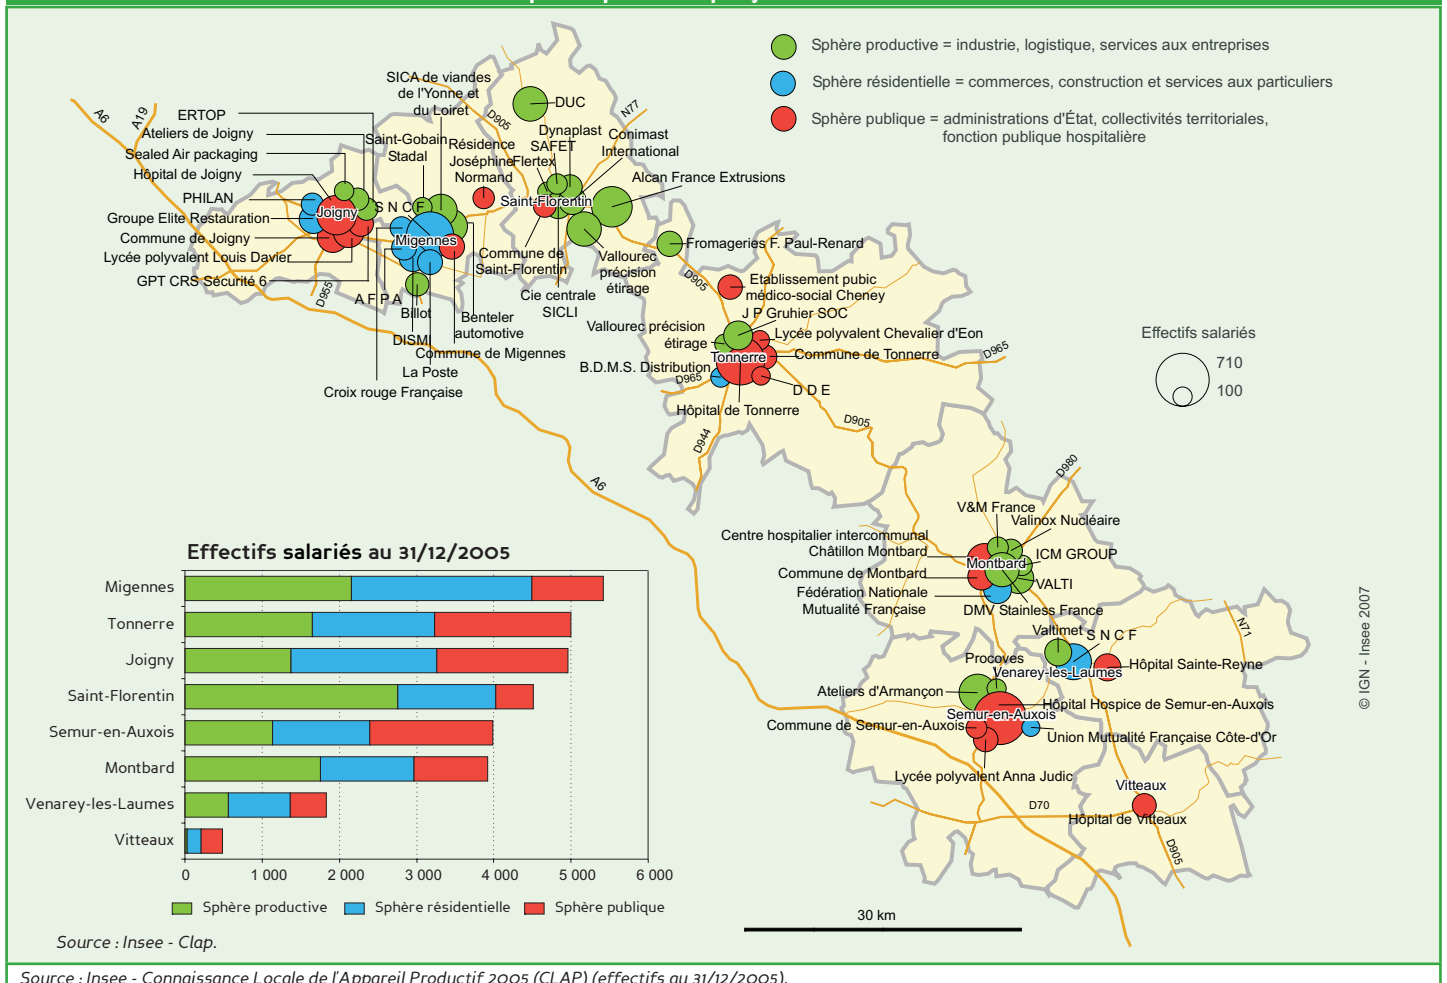 Sphère productive = industrie, logistique, services aux entreprises
Sphère résidentielle = commerces, construction et services aux particuliers
Sphère publique = administrations d'État, collectivités territoriales,
fonction publique hospitalière
A6
A19
ERTOP
Ateliers de Joigny
Sealed Air packaging
Hôpital de Joigny
PHILAN
Groupe Elite Restauration
Commune de Joigny
Lycée polyvalent Louis Davier
GPT CRS Sécurité 6
Joigny
D955
SICA de viandes
de l'Yonne et
du Loiret
Saint-Gobain
Stadal
S N C F
Migennes
A F P A
Billot
DISMI
La Poste
Croix rouge Française
Commune de Migennes
Benteler
automotive
Résidence
Joséphine
Normand
D905
DUC
N77
Dynaplast
SAFET
Flertex
Conimast
International
Saint-Florentin
Alcan France Extrusions
Commune de
Saint-Florentin
Cie centrale
SICLI
Vallourec
précision
étirage
Fromageries F. Paul-Renard
D905
Etablissement pubic
médico-social Cheney
J P Gruhier SOC
Vallourec précision
étirage
Lycée polyvalent Chevalier d'Eon
Tonnerre
Commune de Tonnerre
B.D.M.S. Distribution
D965
D965
D D E
Hôpital de Tonnerre
D944
D905
A6
D980
Effectifs salariés
710
100
V&M France
Valinox Nucléaire
Centre hospitalier intercommunal
Châtillon Montbard
ICM GROUP
Montbard
Commune de Montbard
VALTI
Fédération Nationale
Mutualité Française
DMV Stainless France
Valtimet
S N C F
N71
Procoves
Venarey-les-Laumes
Hôpital Sainte-Reyne
Ateliers d'Armançon
Hôpital Hospice de Semur-en-Auxois
Semur-en-Auxois
Commune de Semur-en-Auxois
Union Mutualité Française Côte-d'Or
Lycée polyvalent Anna Judic
Vitteaux
D70
Hôpital de Vitteaux
D905
30 km
© IGN - Insee 2007
Effectifs salariés au 31/12/2005
Migennes
Tonnerre
Joigny
Saint-Florentin
Semur-en-Auxois
Montbard
Venarey-les-Laumes
Vitteaux
0 1 000 2 000 3 000 4 000 5 000 6 000
Sphère productive Sphère résidentielle Sphère publique
Source : Insee - Clap.
Source : Insee - Connaissance Locale de l'Appareil Productif 2005 (CLAP) (effectifs au 31/12/2005).